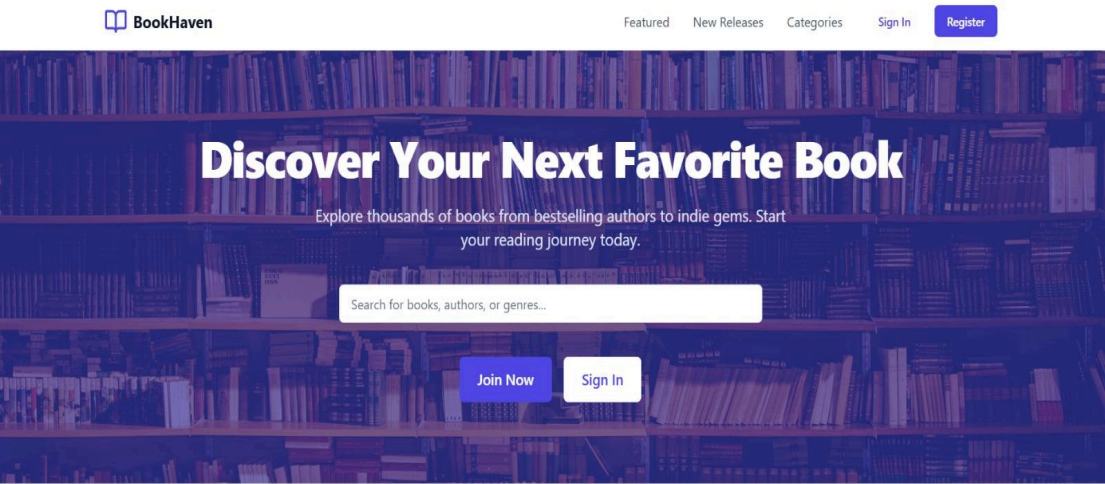 BookHaven
Featured
New Releases
Categories
Sign In
Register
Discover Your Next Favorite Book
Explore thousands of books from bestselling authors to indie gems. Start
your reading journey today.
Search for books, authors, or genres...
Join Now
Sign In